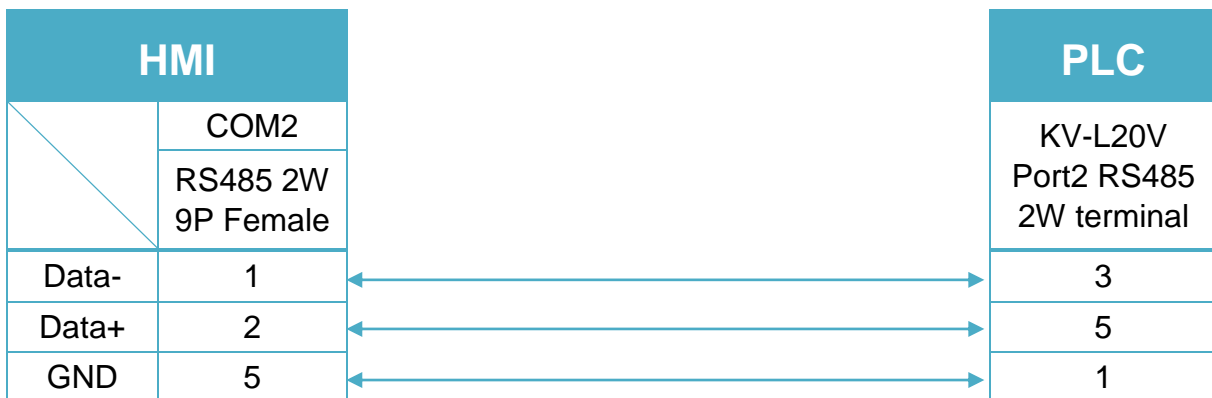 HMI
PLC
COM2
RS485 2W
9P Female
KV-L20V
Port2 RS485
2W terminal
Data- 1 3
Data+ 2 5
GND 5 1